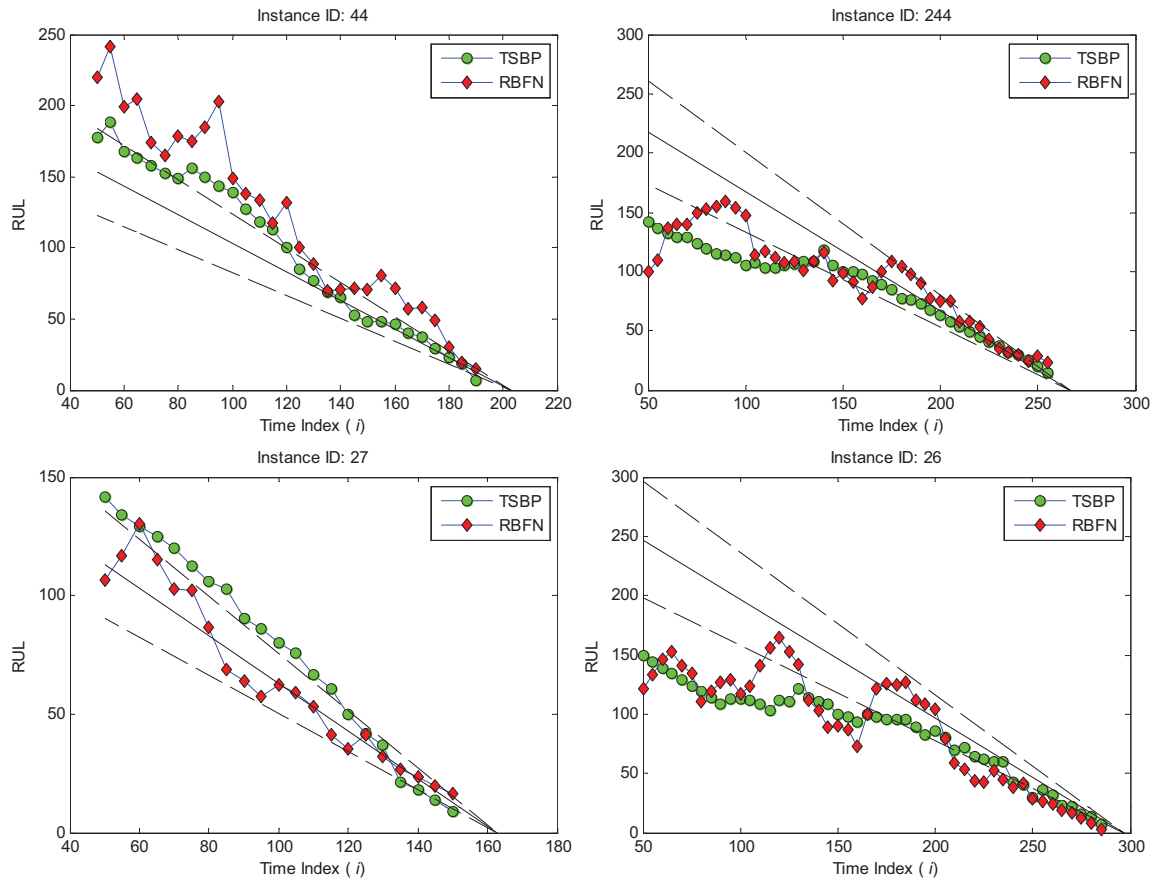 Instance ID: 44
250
200
150
100
50
0
RUL
TSBP
RBFN
40 60 80 100 120 140 160 180 200 220
Time Index ( i)
Instance ID: 244
300
250
200
150
100
50
0
RUL
TSBP
RBFN
50 100 150 200 250 300
Time Index ( i)
Instance ID: 27
150
100
50
0
RUL
TSBP
RBFN
40 60 80 100 120 140 160 180
Time Index ( i)
Instance ID: 26
300
250
200
150
100
50
0
RUL
TSBP
RBFN
50 100 150 200 250 300
Time Index ( i)